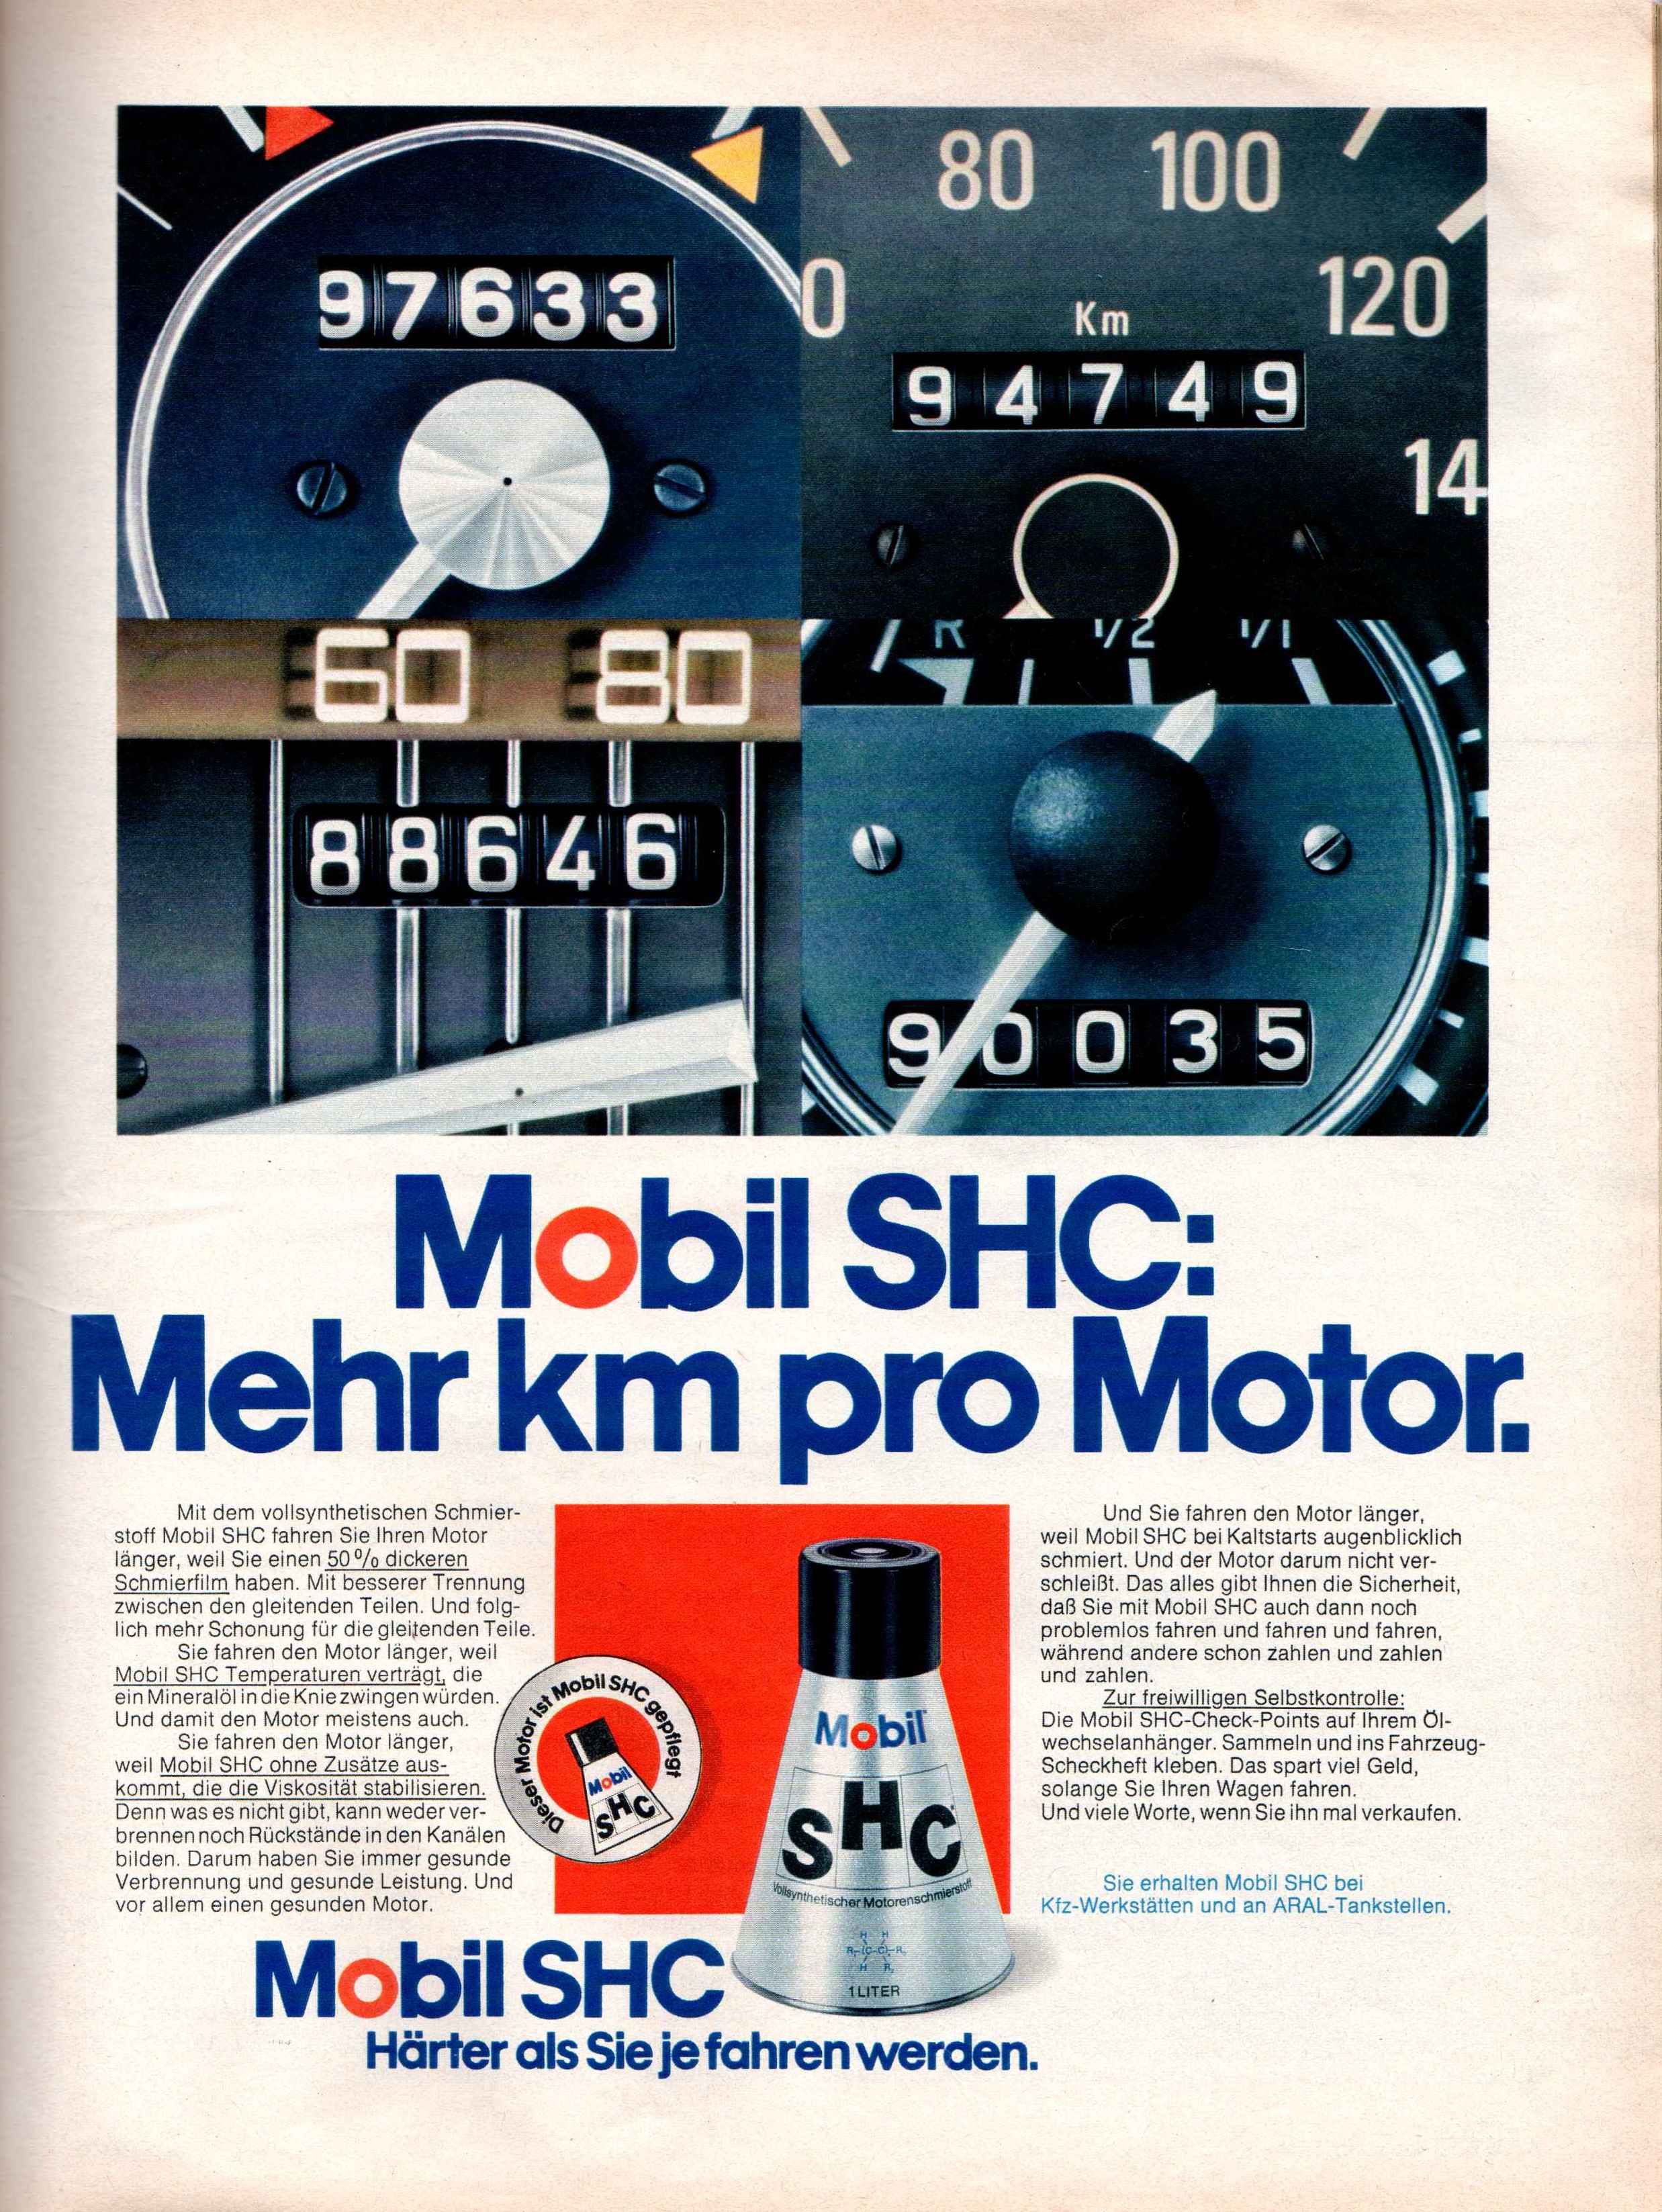 97633
80 100
0 120
Km
94749
14
60 80
R 1/2 1/1
88646
90035
Mobil SHC:
Mehr km pro Motor.
Mit dem vollsynthetischen Schmier-
stoff Mobil SHC fahren Sie Ihren Motor
länger, weil Sie einen 50% dickeren
Schmierfilm haben. Mit besserer Trennung
zwischen den gleitenden Teilen. Und folg-
lich mehr Schonung für die gleitenden Teile.
Sie fahren den Motor länger, weil
Mobil SHC Temperaturen verträgt, die
ein Mineralöl in die Knie zwingen würden.
Und damit den Motor meistens auch.
Sie fahren den Motor länger,
weil Mobil SHC ohne Zusätze aus-
kommt, die die Viskosität stabilisieren.
Denn was es nicht gibt, kann weder ver-
brennen noch Rückstände in den Kanälen
bilden. Darum haben Sie immer gesunde
Verbrennung und gesunde Leistung. Und
vor allem einen gesunden Motor.
Dieser Motor ist Mobil SHC gepflegt
Mobil
SHC
Mobil
SHC
Vollsynthetischer Motorenschmierstoff
H H
R-(C-C)-R
H R
1 LITER
Und Sie fahren den Motor länger,
weil Mobil SHC bei Kaltstarts augenblicklich
schmiert. Und der Motor darum nicht ver-
schleißt. Das alles gibt Ihnen die Sicherheit,
daß Sie mit Mobil SHC auch dann noch
problemlos fahren und fahren und fahren,
während andere schon zahlen und zahlen
und zahlen.
Zur freiwilligen Selbstkontrolle:
Die Mobil SHC-Check-Points auf Ihrem Öl-
wechselanhänger. Sammeln und ins Fahrzeug-
Scheckheft kleben. Das spart viel Geld,
solange Sie Ihren Wagen fahren.
Und viele Worte, wenn Sie ihn mal verkaufen.
Sie erhalten Mobil SHC bei
Kfz-Werkstätten und an ARAL-Tankstellen.
Mobil SHC
Härter als Sie je fahren werden.